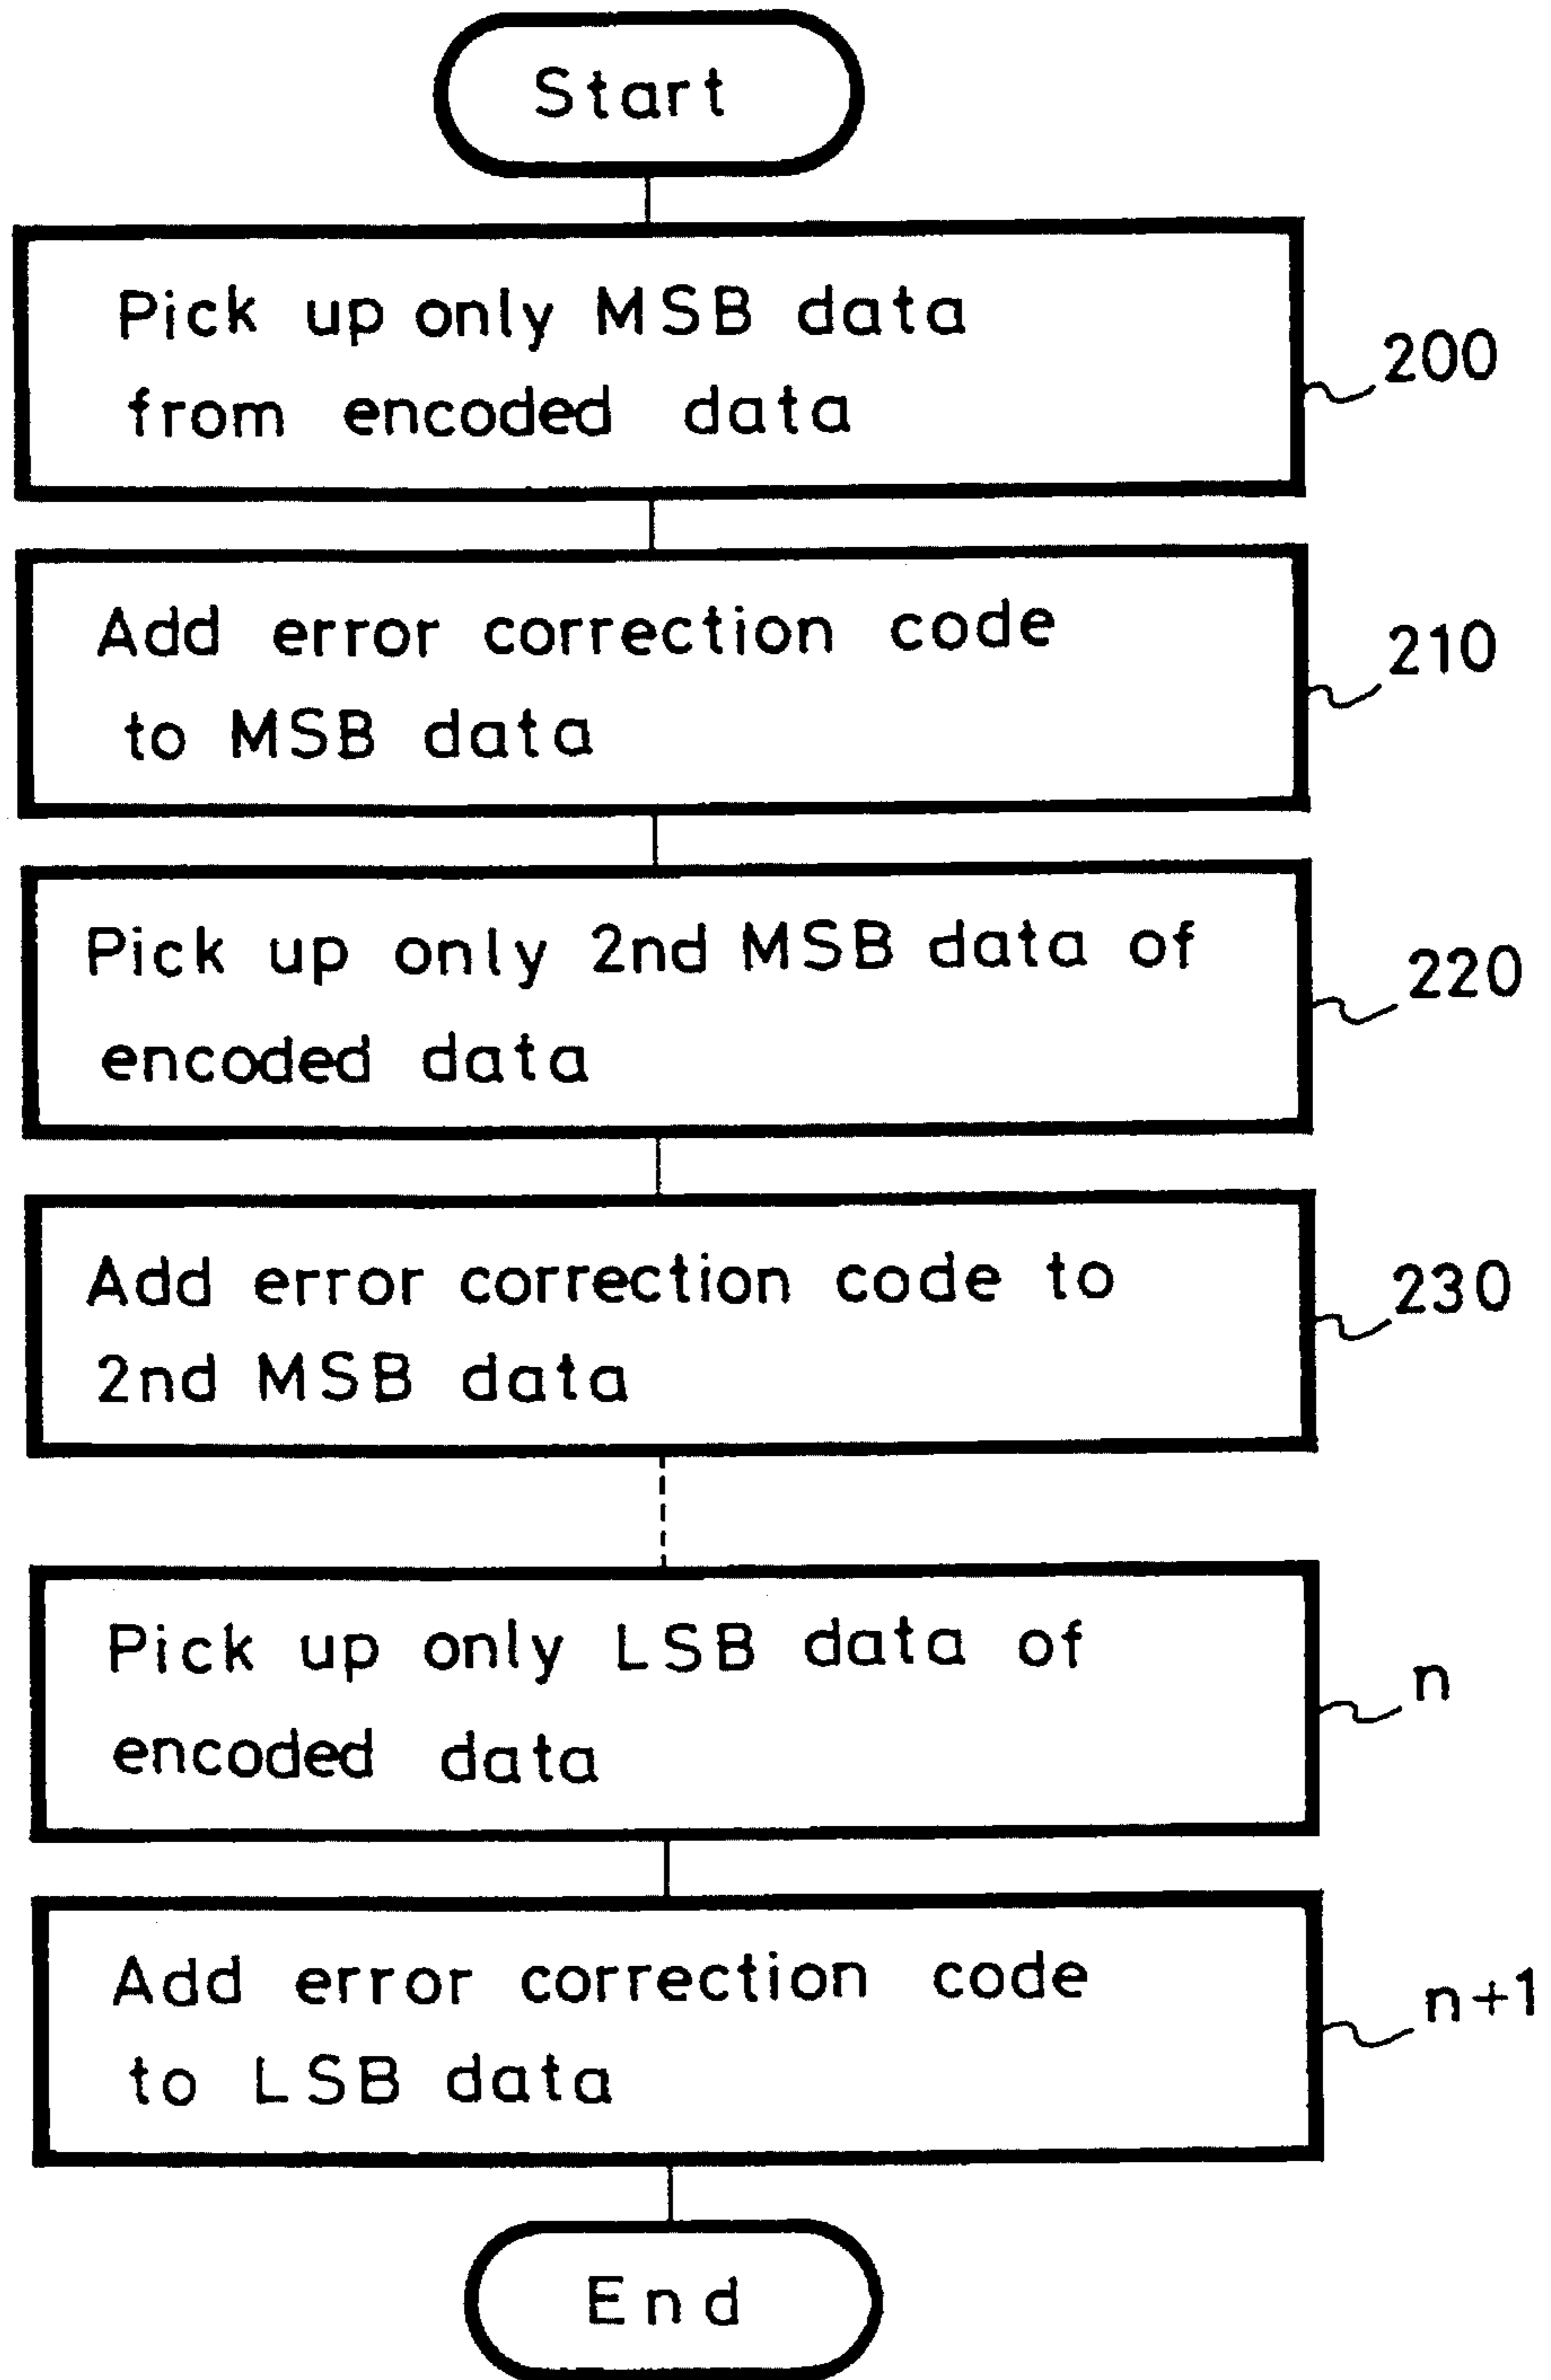 Start
Pick up only MSB data
from encoded data
200
Add error correction code
to MSB data
210
Pick up only 2nd MSB data of
encoded data
220
Add error correction code to
2nd MSB data
230
Pick up only LSB data of
encoded data
n
Add error correction code
to LSB data
n+1
End